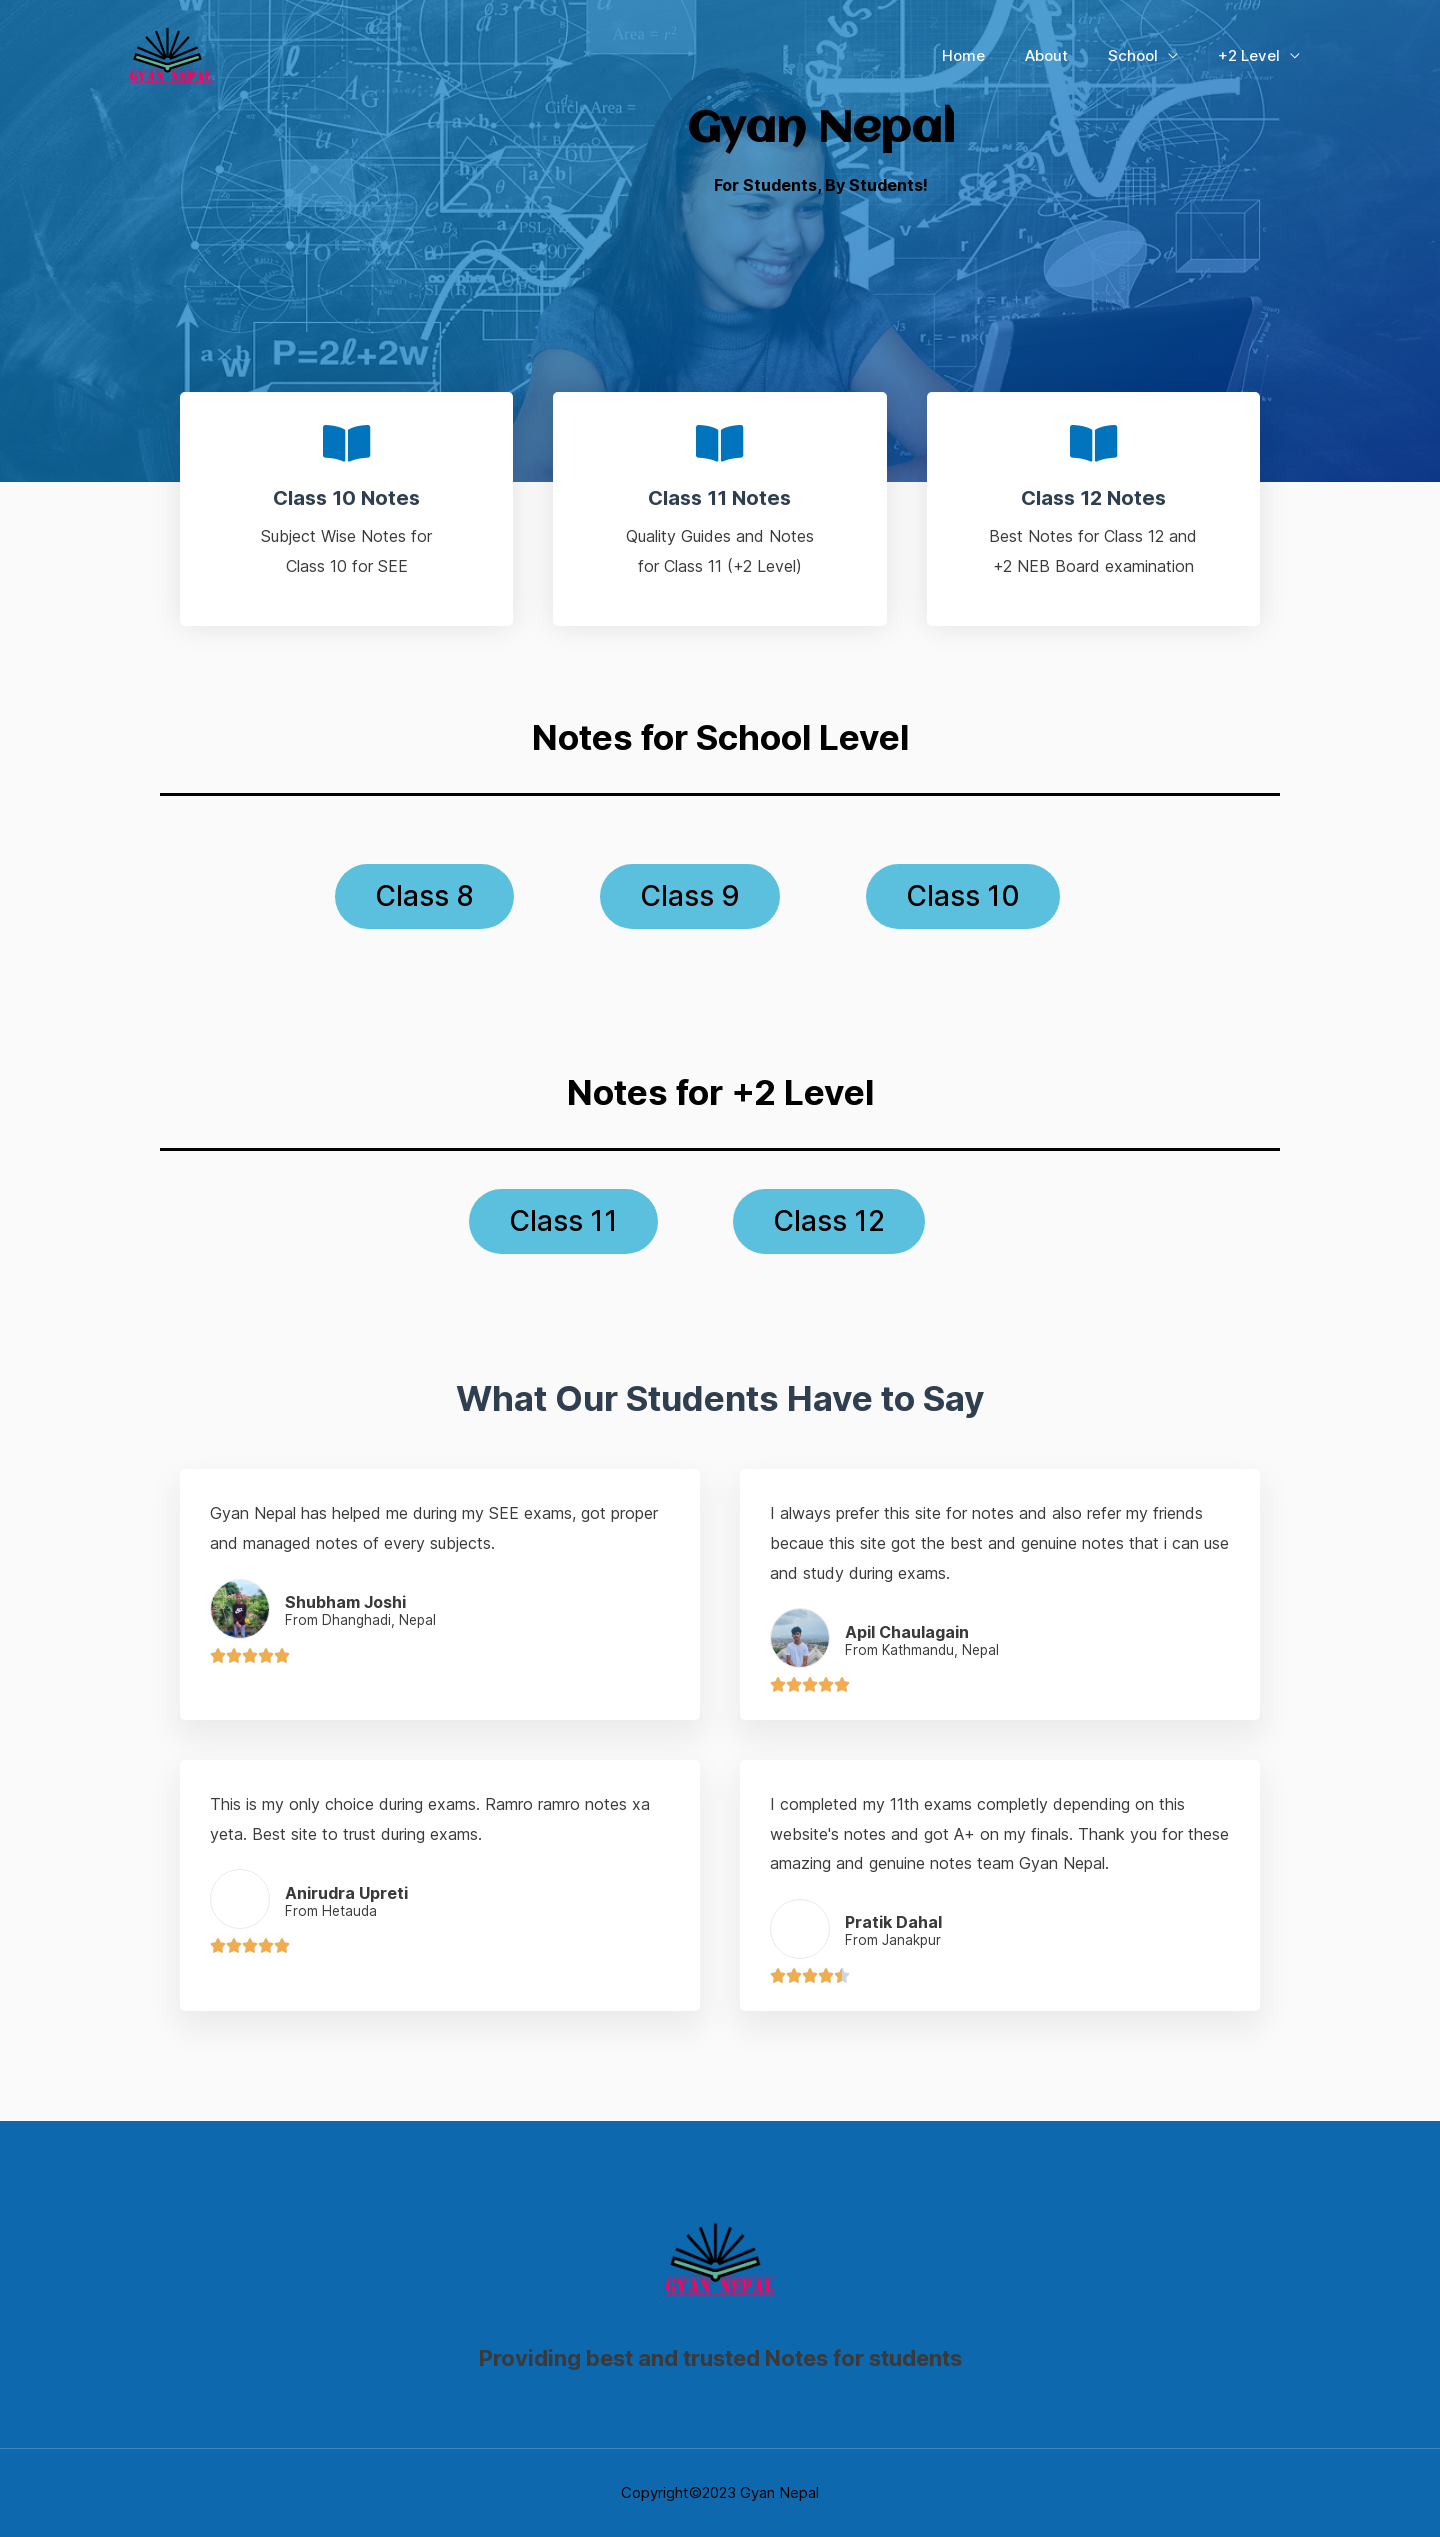 GYAN NEPAL
Home About School +2 Level
Gyan Nepal
For Students, By Students!
Area = r²
Circle Area =
a×b
W
P=2ℓ+2w
Class 10 Notes
Subject Wise Notes for
Class 10 for SEE
Class 11 Notes
Quality Guides and Notes
for Class 11 (+2 Level)
Class 12 Notes
Best Notes for Class 12 and
+2 NEB Board examination
Notes for School Level
Class 8 Class 9 Class 10
Notes for +2 Level
Class 11 Class 12
What Our Students Have to Say
Gyan Nepal has helped me during my SEE exams, got proper
and managed notes of every subjects.
Shubham Joshi
From Dhanghadi, Nepal
I always prefer this site for notes and also refer my friends
becaue this site got the best and genuine notes that i can use
and study during exams.
Apil Chaulagain
From Kathmandu, Nepal
This is my only choice during exams. Ramro ramro notes xa
yeta. Best site to trust during exams.
Anirudra Upreti
From Hetauda
I completed my 11th exams completly depending on this
website's notes and got A+ on my finals. Thank you for these
amazing and genuine notes team Gyan Nepal.
Pratik Dahal
From Janakpur
GYAN NEPAL
Providing best and trusted Notes for students
Copyright©2023 Gyan Nepal